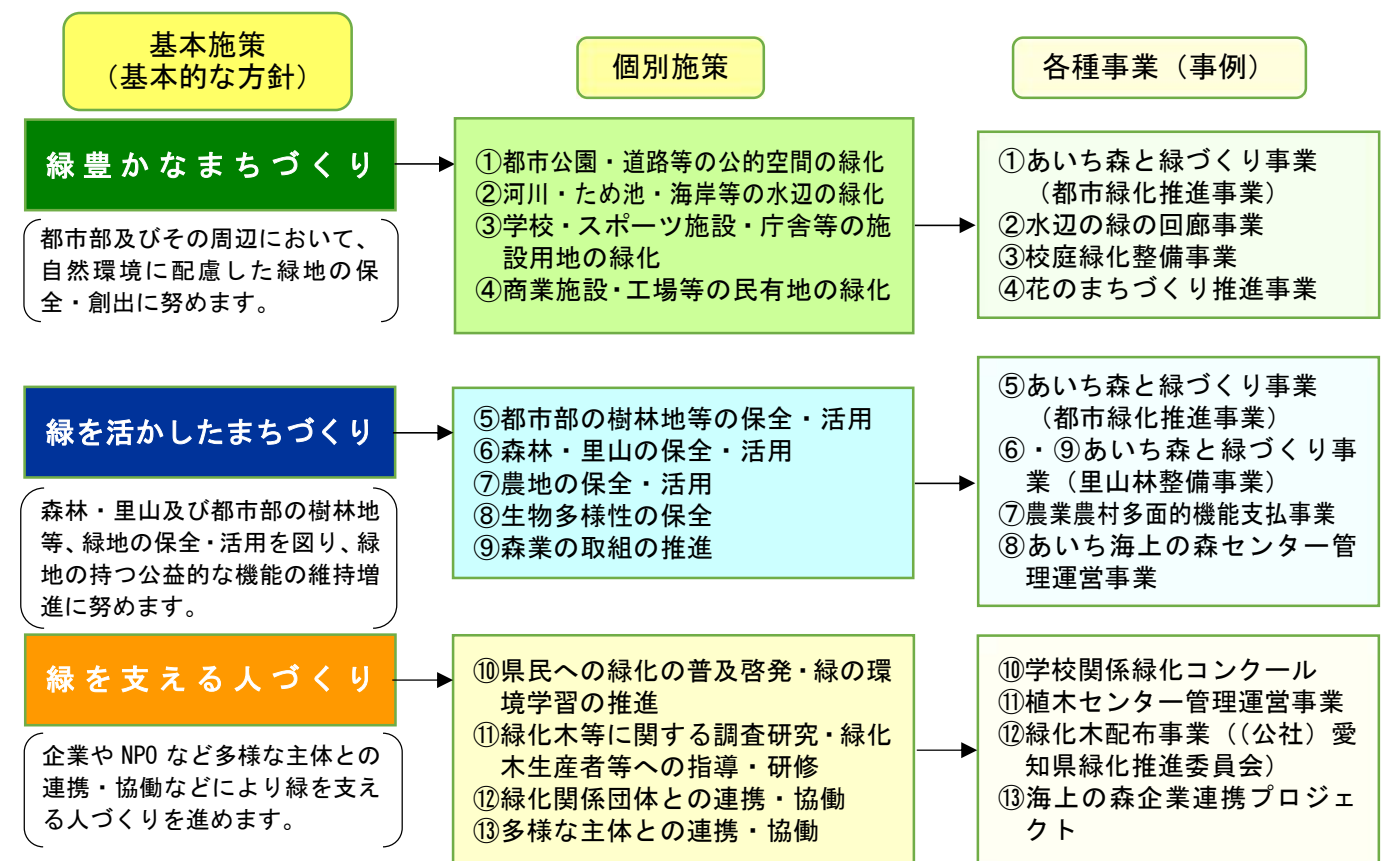 基本施策
(基本的な方針)
個別施策
各種事業(事例)
緑豊かなまちづくり
都市部及びその周辺において、
自然環境に配慮した緑地の保
全・創出に努めます。
①都市公園・道路等の公的空間の緑化
②河川・ため池・海岸等の水辺の緑化
③学校・スポーツ施設・庁舎等の施
設用地の緑化
④商業施設・工場等の民有地の緑化
①あいち森と緑づくり事業
(都市緑化推進事業)
②水辺の緑の回廊事業
③校庭緑化整備事業
④花のまちづくり推進事業
緑を活かしたまちづくり
森林・里山及び都市部の樹林地
等、緑地の保全・活用を図り、緑
地の持つ公益的な機能の維持増
進に努めます。
⑤都市部の樹林地等の保全・活用
⑥森林・里山の保全・活用
⑦農地の保全・活用
⑧生物多様性の保全
⑨森業の取組の推進
⑤あいち森と緑づくり事業
(都市緑化推進事業)
⑥・⑨あいち森と緑づくり事
業(里山林整備事業)
⑦農業農村多面的機能支払事業
⑧あいち海上の森センター管
理運営事業
緑を支える人づくり
企業や NPO など多様な主体との
連携・協働などにより緑を支え
る人づくりを進めます。
⑩県民への緑化の普及啓発・緑の環
境学習の推進
⑪緑化木等に関する調査研究・緑化
木生産者等への指導・研修
⑫緑化関係団体との連携・協働
⑬多様な主体との連携・協働
⑩学校関係緑化コンクール
⑪植木センター管理運営事業
⑫緑化木配布事業((公社)愛
知県緑化推進委員会)
⑬海上の森企業連携プロジェ
クト